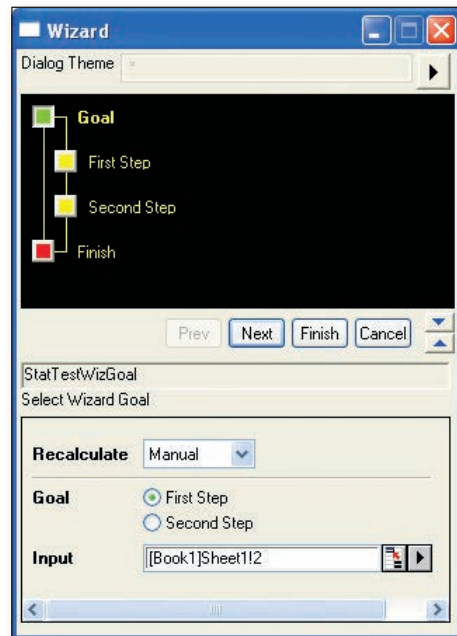 Wizard
Dialog Theme *
Goal
First Step
Second Step
Finish
Prev Next Finish Cancel
StatTestWizGoal
Select Wizard Goal
Recalculate Manual
Goal First Step
Second Step
Input [Book1]Sheet1!2